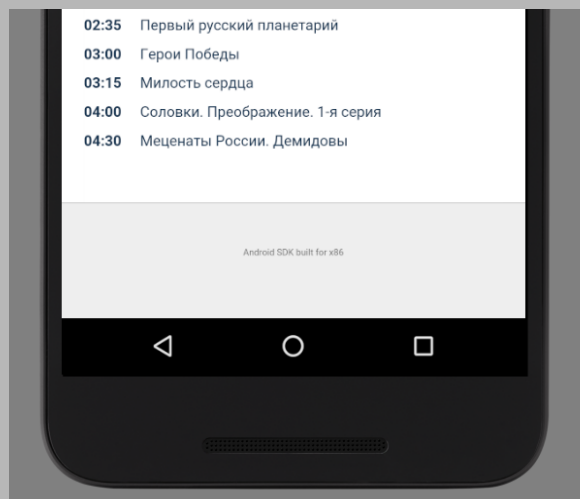 02:35 Первый русский планетарий
03:00 Герои Победы
03:15 Милость сердца
04:00 Соловки. Преображение. 1-я серия
04:30 Меценаты России. Демидовы
Android SDK built for x86